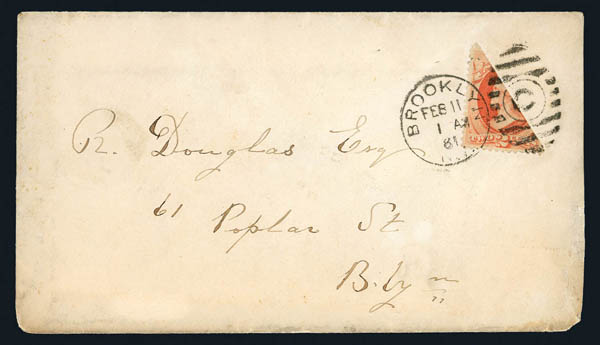 BROOKLYN
FEB 11
1 AM
81
N.Y.
R. Douglas Esq
61 Poplar St
B.lyn